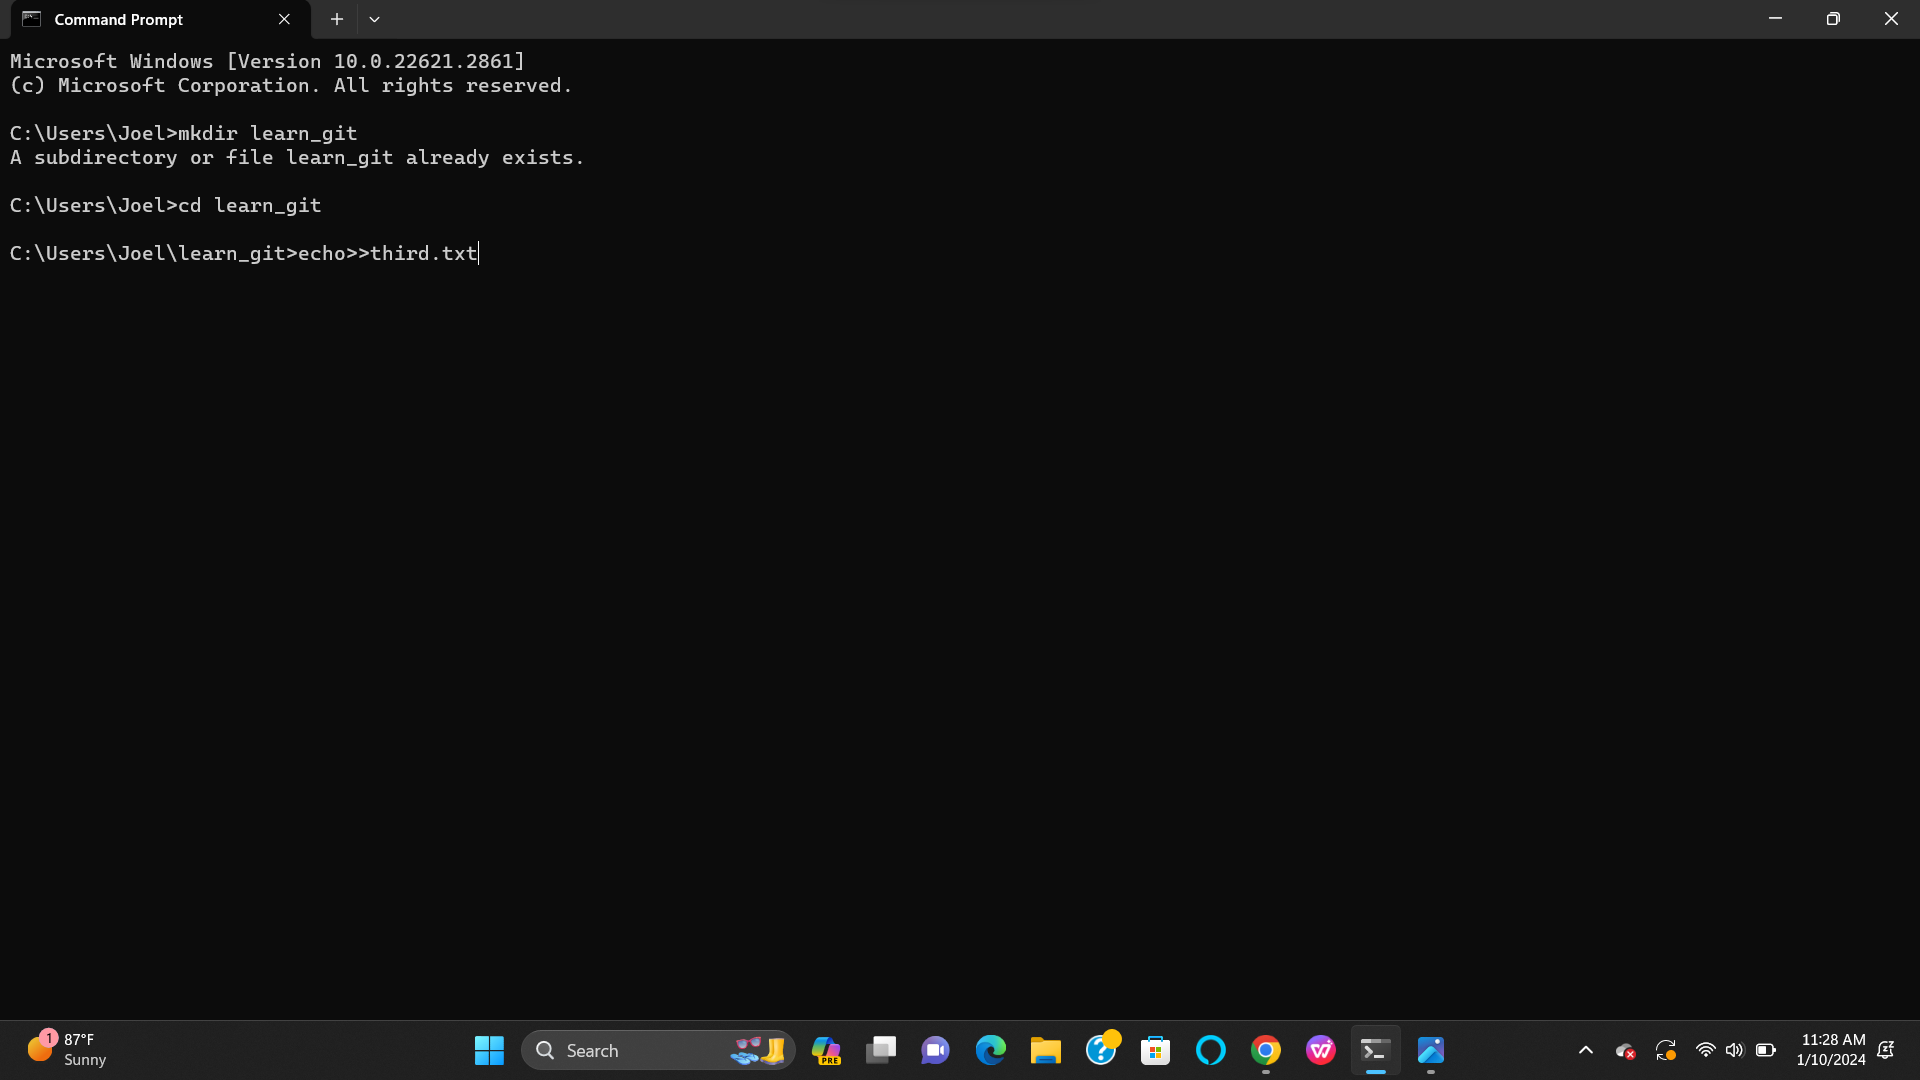 Command Prompt
Microsoft Windows [Version 10.0.22621.2861]
(c) Microsoft Corporation. All rights reserved.
C:\Users\Joel>mkdir learn_git
A subdirectory or file learn_git already exists.
C:\Users\Joel>cd learn_git
C:\Users\Joel\learn_git>echo>>third.txt
1
87°F
Sunny
Search
PRE
11:28 AM
1/10/2024